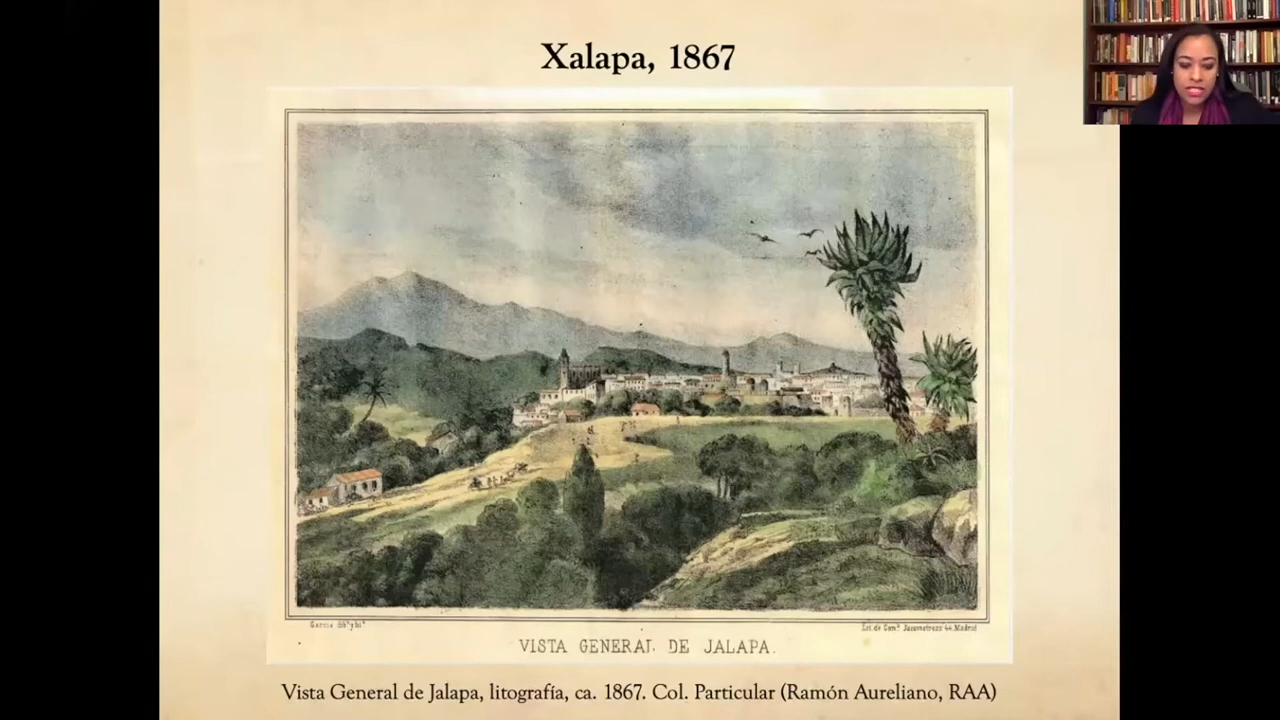 Xalapa, 1867
VISTA GENERAL DE JALAPA.
Vista General de Jalapa, litografía, ca. 1867. Col. Particular (Ramón Aureliano, RAA)